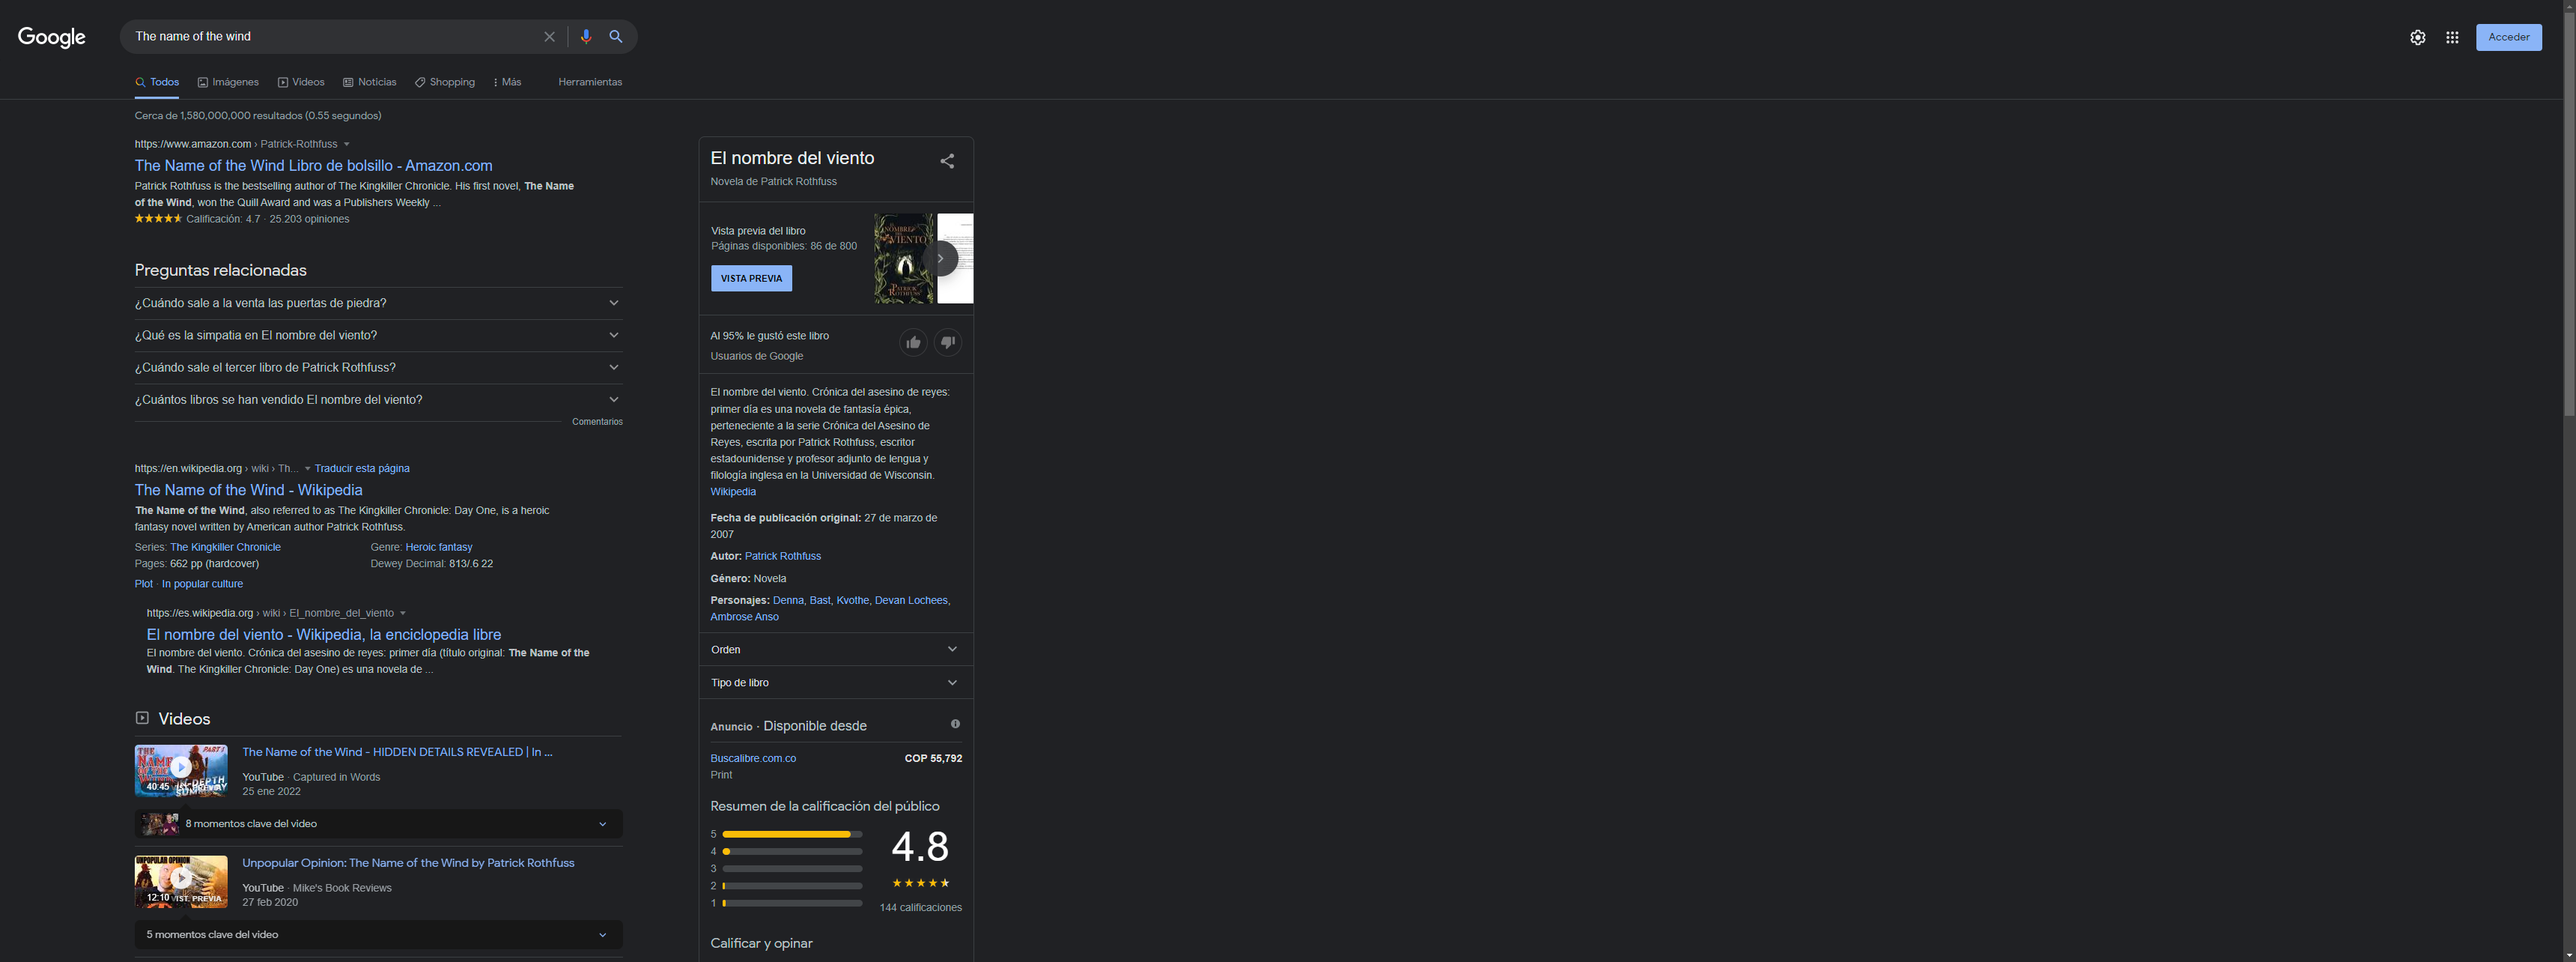 Google
The name of the wind
Acceder
Todos
Imágenes
Videos
Noticias
Shopping
Más
Herramientas
Cerca de 1,580,000,000 resultados (0.55 segundos)
https://www.amazon.com › Patrick-Rothfuss
The Name of the Wind Libro de bolsillo - Amazon.com
Patrick Rothfuss is the bestselling author of The Kingkiller Chronicle. His first novel, The Name
of the Wind, won the Quill Award and was a Publishers Weekly ...
Calificación: 4.7 · 25.203 opiniones
Preguntas relacionadas
¿Cuándo sale a la venta las puertas de piedra?
¿Qué es la simpatia en El nombre del viento?
¿Cuándo sale el tercer libro de Patrick Rothfuss?
¿Cuántos libros se han vendido El nombre del viento?
Comentarios
https://en.wikipedia.org › wiki › Th... Traducir esta página
The Name of the Wind - Wikipedia
The Name of the Wind, also referred to as The Kingkiller Chronicle: Day One, is a heroic
fantasy novel written by American author Patrick Rothfuss.
Series: The Kingkiller Chronicle
Genre: Heroic fantasy
Pages: 662 pp (hardcover)
Dewey Decimal: 813/.6 22
Plot · In popular culture
https://es.wikipedia.org › wiki › El_nombre_del_viento
El nombre del viento - Wikipedia, la enciclopedia libre
El nombre del viento. Crónica del asesino de reyes: primer día (título original: The Name of the
Wind. The Kingkiller Chronicle: Day One) es una novela de ...
Videos
THE NAME OF THE WIND
PART 1
IN-DEPTH
40:45
The Name of the Wind - HIDDEN DETAILS REVEALED | In ...
YouTube · Captured in Words
25 ene 2022
8 momentos clave del video
UNPOPULAR OPINION
12:10
VIST. PREVIA
Unpopular Opinion: The Name of the Wind by Patrick Rothfuss
YouTube · Mike's Book Reviews
27 feb 2020
5 momentos clave del video
El nombre del viento
Novela de Patrick Rothfuss
Vista previa del libro
Páginas disponibles: 86 de 800
VISTA PREVIA
NOMBRE
DEL VIENTO
PATRICK
ROTHFUSS
Al 95% le gustó este libro
Usuarios de Google
El nombre del viento. Crónica del asesino de reyes:
primer día es una novela de fantasía épica,
perteneciente a la serie Crónica del Asesino de
Reyes, escrita por Patrick Rothfuss, escritor
estadounidense y profesor adjunto de lengua y
filología inglesa en la Universidad de Wisconsin.
Wikipedia
Fecha de publicación original: 27 de marzo de
2007
Autor: Patrick Rothfuss
Género: Novela
Personajes: Denna, Bast, Kvothe, Devan Lochees,
Ambrose Anso
Orden
Tipo de libro
Anuncio · Disponible desde
Buscalibre.com.co
COP 55,792
Print
Resumen de la calificación del público
5
4
3
2
1
4.8
144 calificaciones
Calificar y opinar